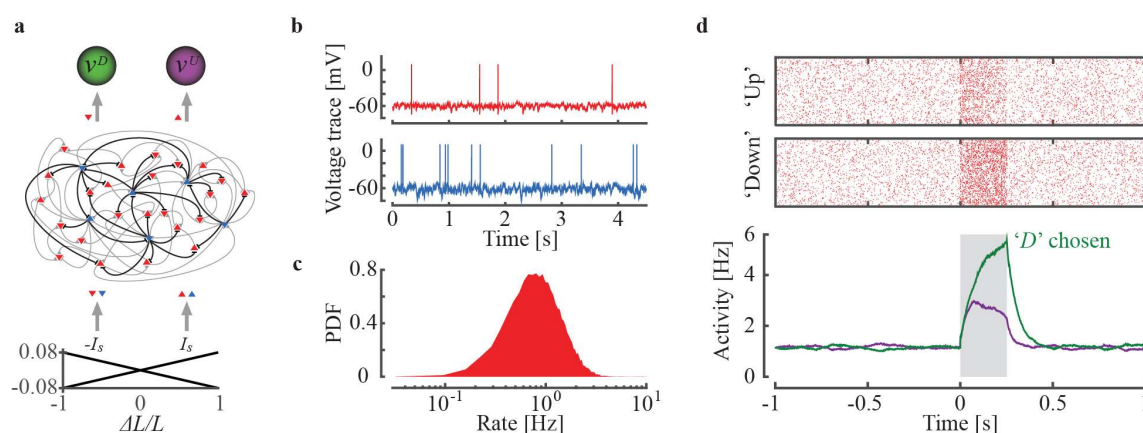 a
ν^D
ν^U
-I_s
I_s
0.08
-0.08
-1
0
1
ΔL/L
b
Voltage trace [mV]
0
-60
0
-60
0
1
2
3
4
Time [s]
c
PDF
0.8
0.4
0
10^-1
10^0
10^1
Rate [Hz]
d
'Up'
'Down'
Activity [Hz]
6
4
2
0
'D' chosen
-1
-0.5
0
0.5
1
Time [s]